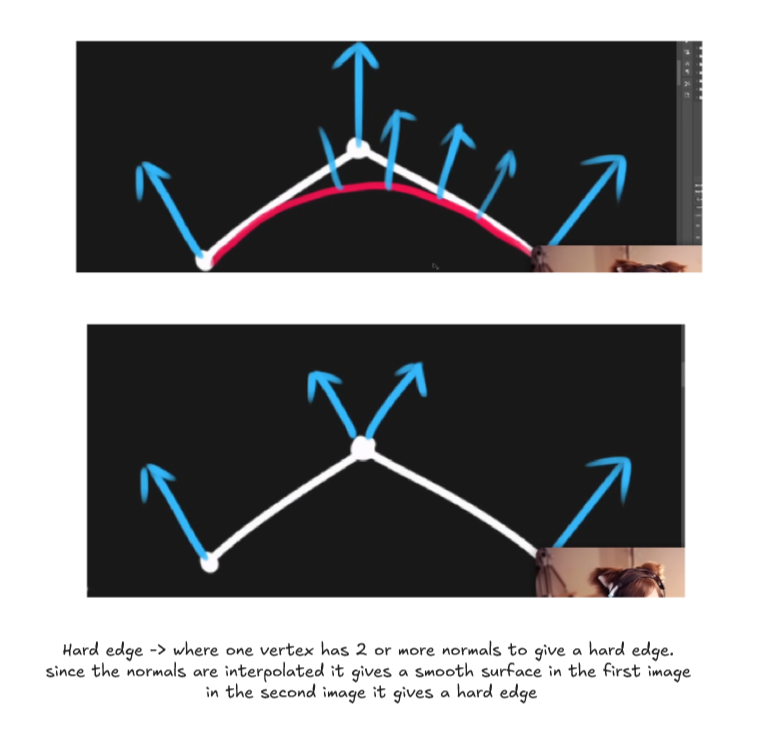 Hard edge -> where one vertex has 2 or more normals to give a hard edge.
since the normals are interpolated it gives a smooth surface in the first image
in the second image it gives a hard edge